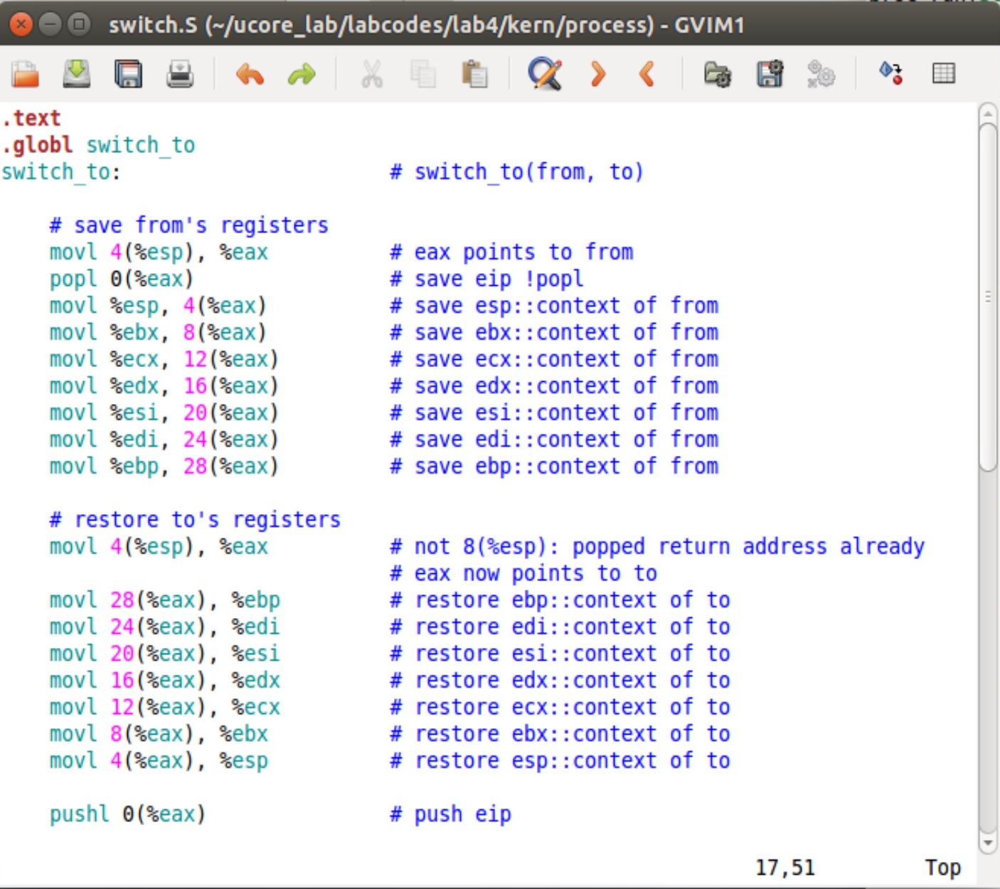 switch.S (~/ucore_lab/labcodes/lab4/kern/process) - GVIM1
.text
.globl switch_to
switch_to:                      # switch_to(from, to)
    # save from's registers
    movl 4(%esp), %eax          # eax points to from
    popl 0(%eax)                # save eip !popl
    movl %esp, 4(%eax)          # save esp::context of from
    movl %ebx, 8(%eax)          # save ebx::context of from
    movl %ecx, 12(%eax)         # save ecx::context of from
    movl %edx, 16(%eax)         # save edx::context of from
    movl %esi, 20(%eax)         # save esi::context of from
    movl %edi, 24(%eax)         # save edi::context of from
    movl %ebp, 28(%eax)         # save ebp::context of from
    # restore to's registers
    movl 4(%esp), %eax          # not 8(%esp): popped return address already
                                # eax now points to to
    movl 28(%eax), %ebp         # restore ebp::context of to
    movl 24(%eax), %edi         # restore edi::context of to
    movl 20(%eax), %esi         # restore esi::context of to
    movl 16(%eax), %edx         # restore edx::context of to
    movl 12(%eax), %ecx         # restore ecx::context of to
    movl 8(%eax), %ebx          # restore ebx::context of to
    movl 4(%eax), %esp          # restore esp::context of to
    pushl 0(%eax)               # push eip
17,51 Top